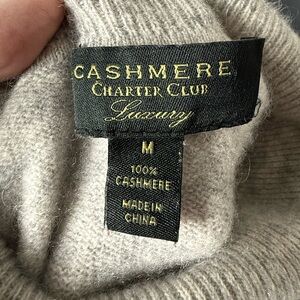 CASHMERE
CHARTER CLUB
Luxury
M
100%
CASHMERE
MADE IN
CHINA